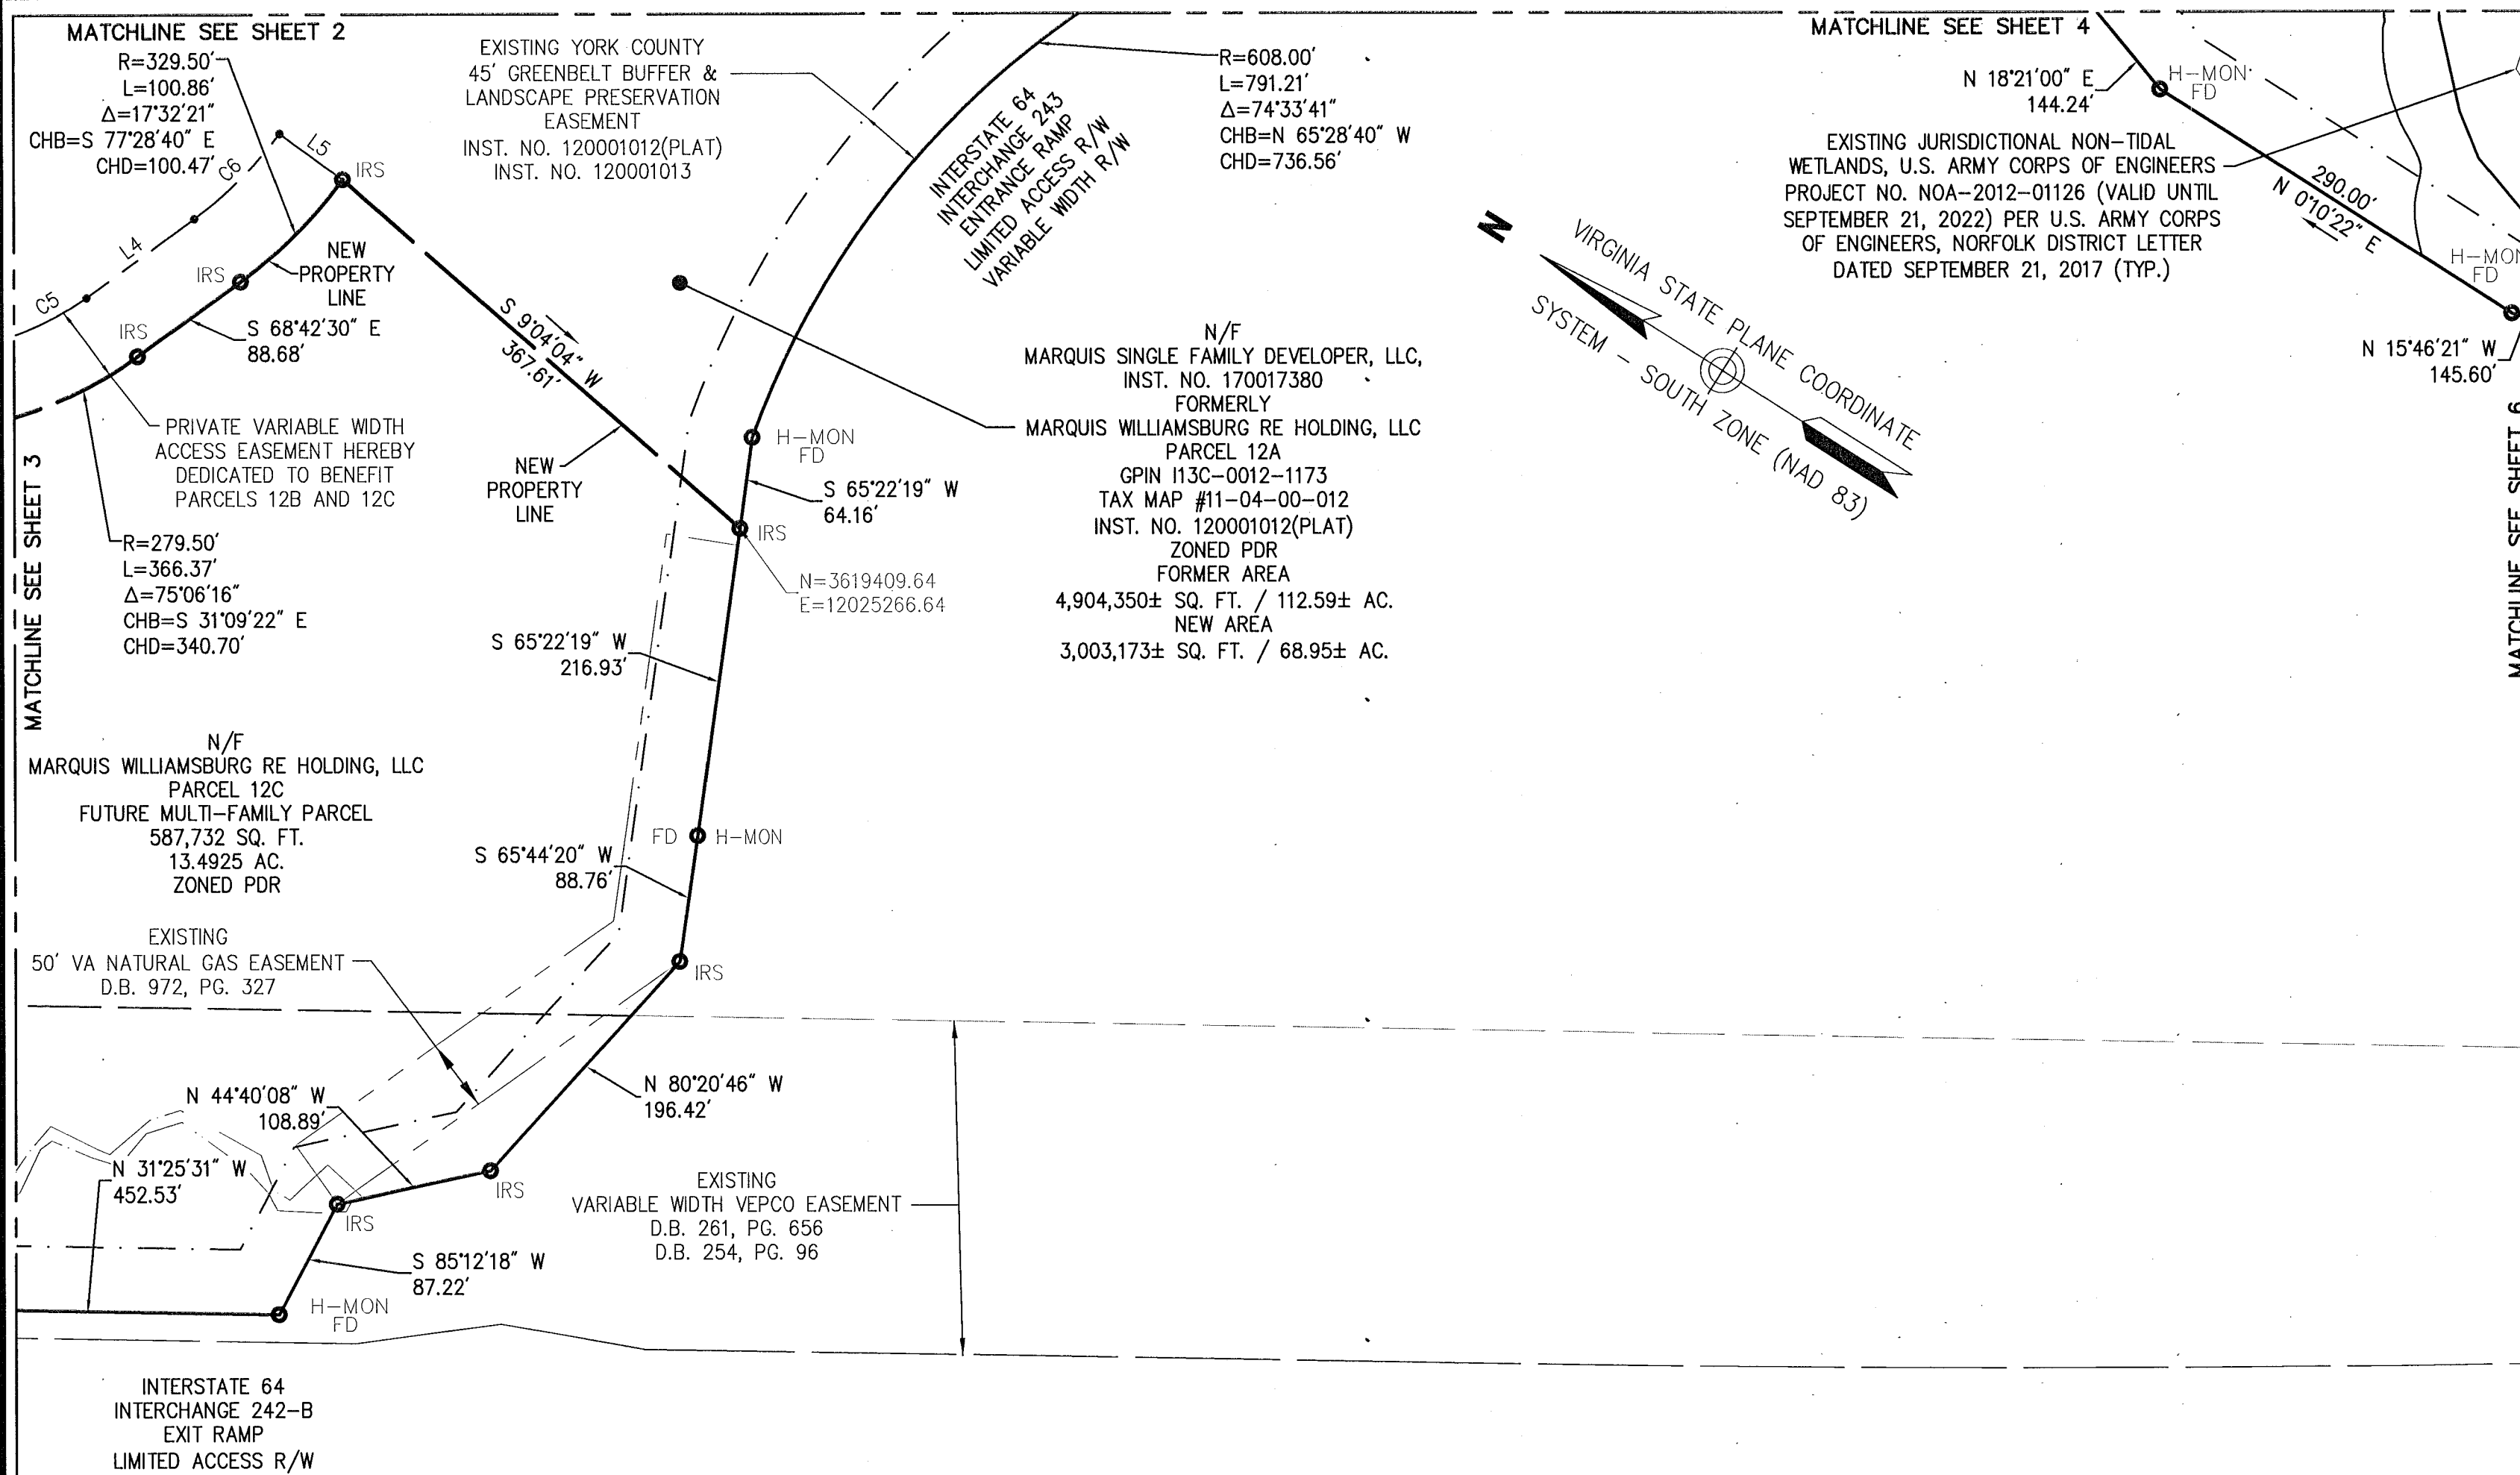 MATCHLINE SEE SHEET 2
R=329.50'
L=100.86'
Δ=17°32'21"
CHB=S 77°28'40" E
CHD=100.47'
EXISTING YORK COUNTY
45' GREENBELT BUFFER &
LANDSCAPE PRESERVATION
EASEMENT
INST. NO. 120001012(PLAT)
INST. NO. 120001013
R=608.00'
L=791.21'
Δ=74°33'41"
CHB=N 65°28'40" W
CHD=736.56'
INTERSTATE 64
INTERCHANGE 243
ENTRANCE RAMP
LIMITED ACCESS R/W
VARIABLE WIDTH R/W
MATCHLINE SEE SHEET 4
N 18°21'00" E
144.24'
H-MON
FD
EXISTING JURISDICTIONAL NON-TIDAL
WETLANDS, U.S. ARMY CORPS OF ENGINEERS
PROJECT NO. NOA-2012-01126 (VALID UNTIL
SEPTEMBER 21, 2022) PER U.S. ARMY CORPS
OF ENGINEERS, NORFOLK DISTRICT LETTER
DATED SEPTEMBER 21, 2017 (TYP.)
290.00'
N 0°10'22" E
H-MON
FD
N 15°46'21" W
145.60'
MATCHLINE SEE SHEET 6
N
VIRGINIA STATE PLANE COORDINATE
SYSTEM - SOUTH ZONE (NAD 83)
L5
C6
L4
C5
IRS
IRS
IRS
NEW
PROPERTY
LINE
S 68°42'30" E
88.68'
S 9°04'04" W
367.61'
PRIVATE VARIABLE WIDTH
ACCESS EASEMENT HEREBY
DEDICATED TO BENEFIT
PARCELS 12B AND 12C
NEW
PROPERTY
LINE
MATCHLINE SEE SHEET 3
R=279.50'
L=366.37'
Δ=75°06'16"
CHB=S 31°09'22" E
CHD=340.70'
H-MON
FD
S 65°22'19" W
64.16'
IRS
N=3619409.64
E=12025266.64
N/F
MARQUIS SINGLE FAMILY DEVELOPER, LLC,
INST. NO. 170017380
FORMERLY
MARQUIS WILLIAMSBURG RE HOLDING, LLC
PARCEL 12A
GPIN I13C-0012-1173
TAX MAP #11-04-00-012
INST. NO. 120001012(PLAT)
ZONED PDR
FORMER AREA
4,904,350± SQ. FT. / 112.59± AC.
NEW AREA
3,003,173± SQ. FT. / 68.95± AC.
S 65°22'19" W
216.93'
N/F
MARQUIS WILLIAMSBURG RE HOLDING, LLC
PARCEL 12C
FUTURE MULTI-FAMILY PARCEL
587,732 SQ. FT.
13.4925 AC.
ZONED PDR
FD H-MON
S 65°44'20" W
88.76'
EXISTING
50' VA NATURAL GAS EASEMENT
D.B. 972, PG. 327
IRS
N 44°40'08" W
108.89'
N 80°20'46" W
196.42'
N 31°25'31" W
452.53'
IRS
IRS
EXISTING
VARIABLE WIDTH VEPCO EASEMENT
D.B. 261, PG. 656
D.B. 254, PG. 96
S 85°12'18" W
87.22'
H-MON
FD
INTERSTATE 64
INTERCHANGE 242-B
EXIT RAMP
LIMITED ACCESS R/W